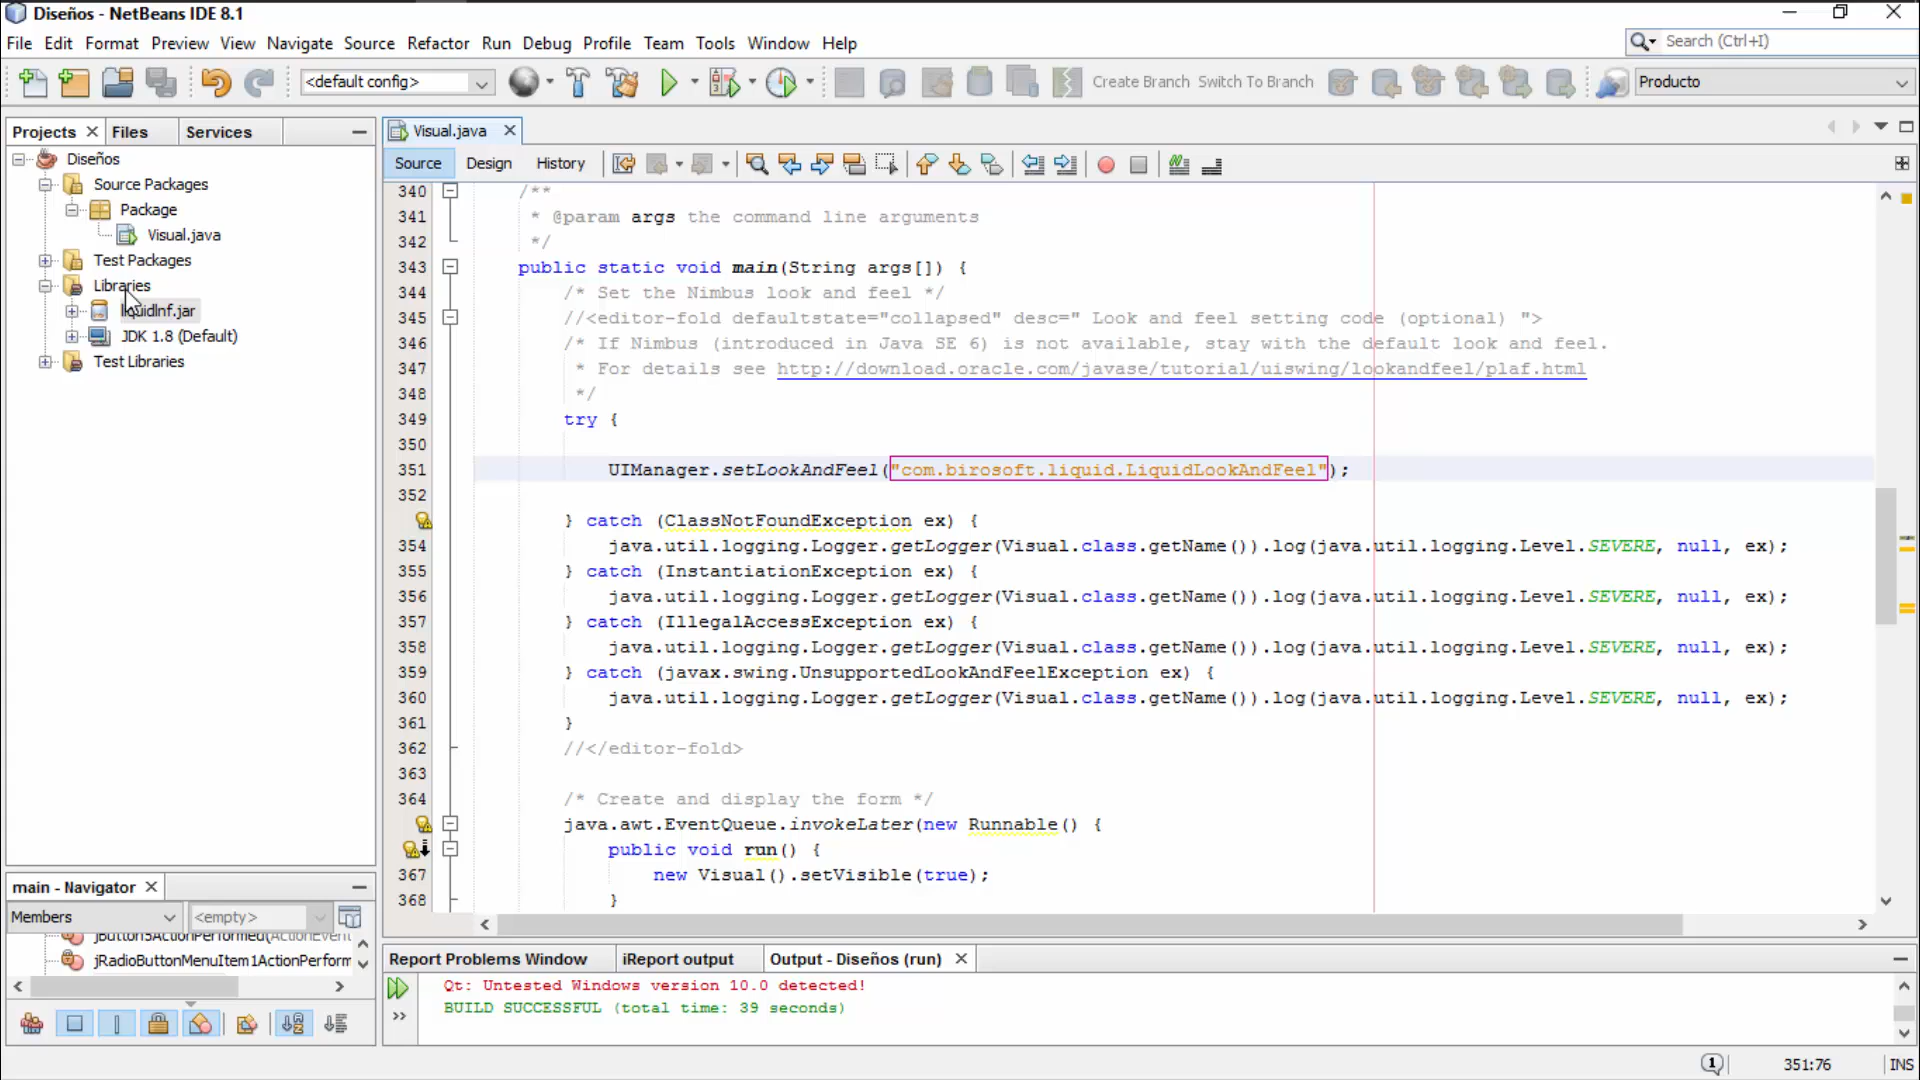 Diseños - NetBeans IDE 8.1
File Edit Format Preview View Navigate Source Refactor Run Debug Profile Team Tools Window Help
Search (Ctrl+I)
<default config>
Create Branch Switch To Branch
Producto
Projects Files Services
Diseños
Source Packages
Package
Visual.java
Test Packages
Libraries
liquidlnf.jar
JDK 1.8 (Default)
Test Libraries
Visual.java
Source Design History
340 /**
341 * @param args the command line arguments
342 */
343 public static void main(String args[]) {
344 /* Set the Nimbus look and feel */
345 //<editor-fold defaultstate="collapsed" desc=" Look and feel setting code (optional) ">
346 /* If Nimbus (introduced in Java SE 6) is not available, stay with the default look and feel.
347 * For details see http://download.oracle.com/javase/tutorial/uiswing/lookandfeel/plaf.html
348 */
349 try {
350
351 UIManager.setLookAndFeel("com.birosoft.liquid.LiquidLookAndFeel");
352
} catch (ClassNotFoundException ex) {
354 java.util.logging.Logger.getLogger(Visual.class.getName()).log(java.util.logging.Level.SEVERE, null, ex);
355 } catch (InstantiationException ex) {
356 java.util.logging.Logger.getLogger(Visual.class.getName()).log(java.util.logging.Level.SEVERE, null, ex);
357 } catch (IllegalAccessException ex) {
358 java.util.logging.Logger.getLogger(Visual.class.getName()).log(java.util.logging.Level.SEVERE, null, ex);
359 } catch (javax.swing.UnsupportedLookAndFeelException ex) {
360 java.util.logging.Logger.getLogger(Visual.class.getName()).log(java.util.logging.Level.SEVERE, null, ex);
361 }
362 //</editor-fold>
363
364 /* Create and display the form */
java.awt.EventQueue.invokeLater(new Runnable() {
public void run() {
367 new Visual().setVisible(true);
368 }
main - Navigator
Members <empty>
jButton5ActionPerformed(ActionEvent
jRadioButtonMenuItem1ActionPerform
Report Problems Window iReport output Output - Diseños (run)
Qt: Untested Windows version 10.0 detected!
BUILD SUCCESSFUL (total time: 39 seconds)
1 351:76 INS